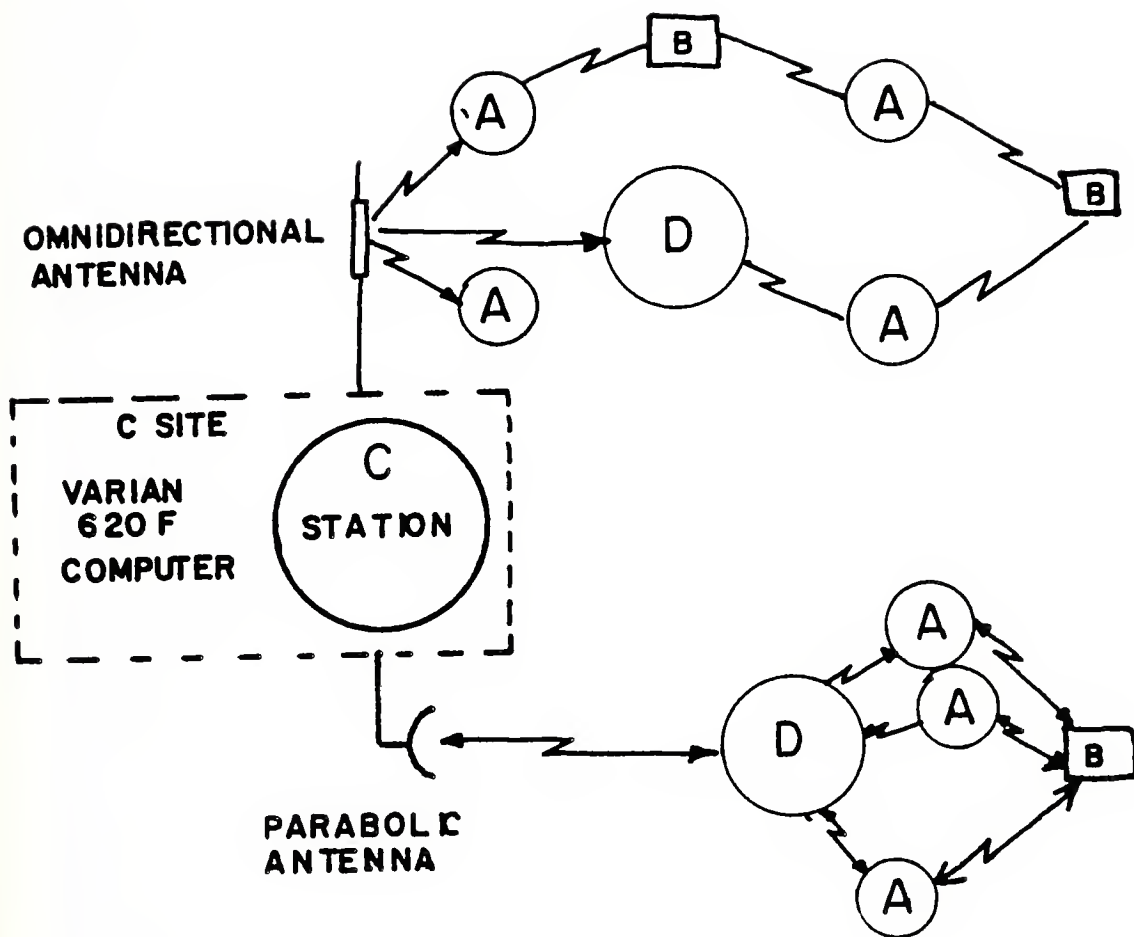 B
A
A
B
OMNIDIRECTIONAL
ANTENNA
D
A
A
C SITE
VARIAN
620 F
COMPUTER
C
STATION
A
A
D
B
A
PARABOLIC
ANTENNA